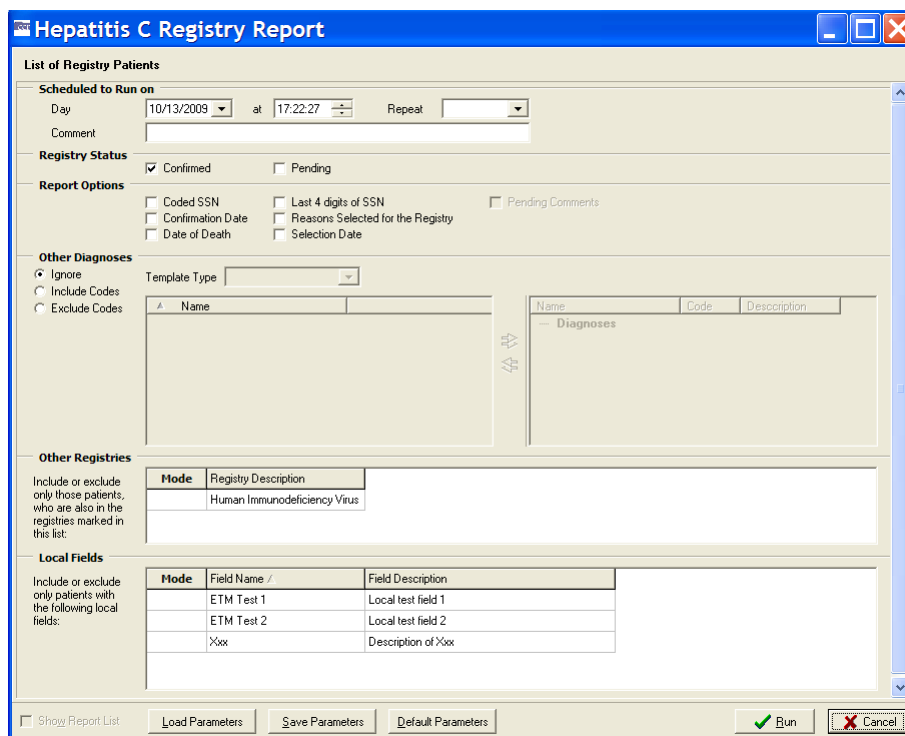 Hepatitis C Registry Report
List of Registry Patients
Scheduled to Run on
Day 10/13/2009 at 17:22:27 Repeat
Comment
Registry Status
Confirmed Pending
Report Options
Coded SSN Last 4 digits of SSN Pending Comments
Confirmation Date Reasons Selected for the Registry
Date of Death Selection Date
Other Diagnoses
Ignore Template Type
Include Codes
Exclude Codes
Name Name Code Desccription
Diagnoses
Other Registries
Include or exclude
only those patients,
who are also in the
registries marked in
this list:
Mode Registry Description
Human Immunodeficiency Virus
Local Fields
Include or exclude
only patients with
the following local
fields:
Mode Field Name Field Description
ETM Test 1 Local test field 1
ETM Test 2 Local test field 2
Xxx Description of Xxx
Show Report List Load Parameters Save Parameters Default Parameters Run Cancel